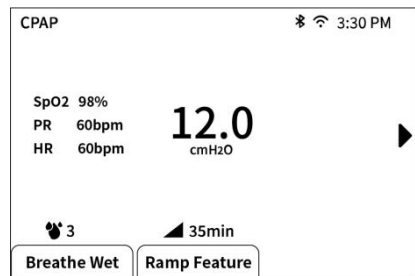 CPAP 3:30 PM
SpO2 98%
PR 60bpm
HR 60bpm
12.0
cmH2O
3 35min
Breathe Wet Ramp Feature